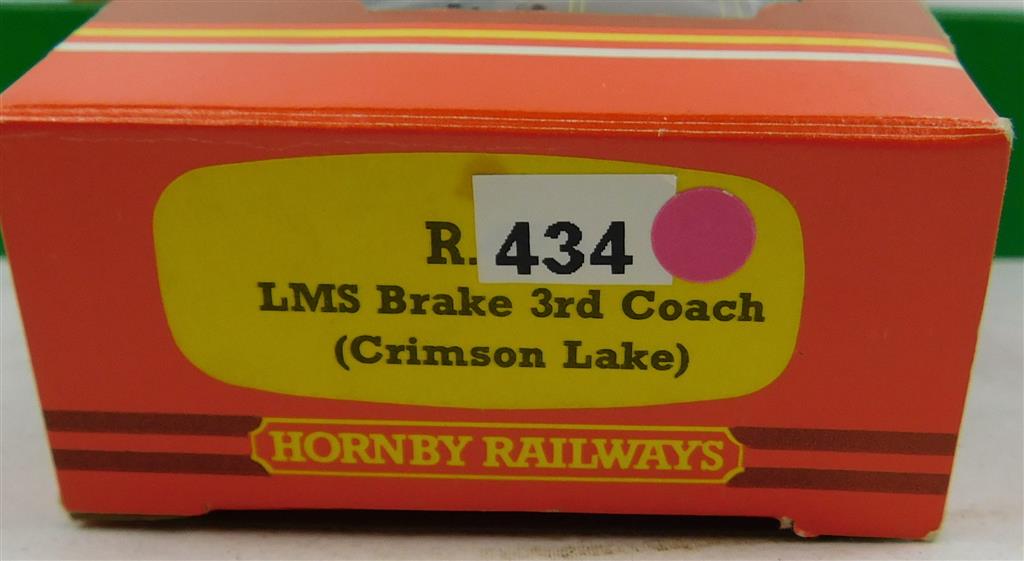 R. 434
LMS Brake 3rd Coach
(Crimson Lake)
HORNBY RAILWAYS